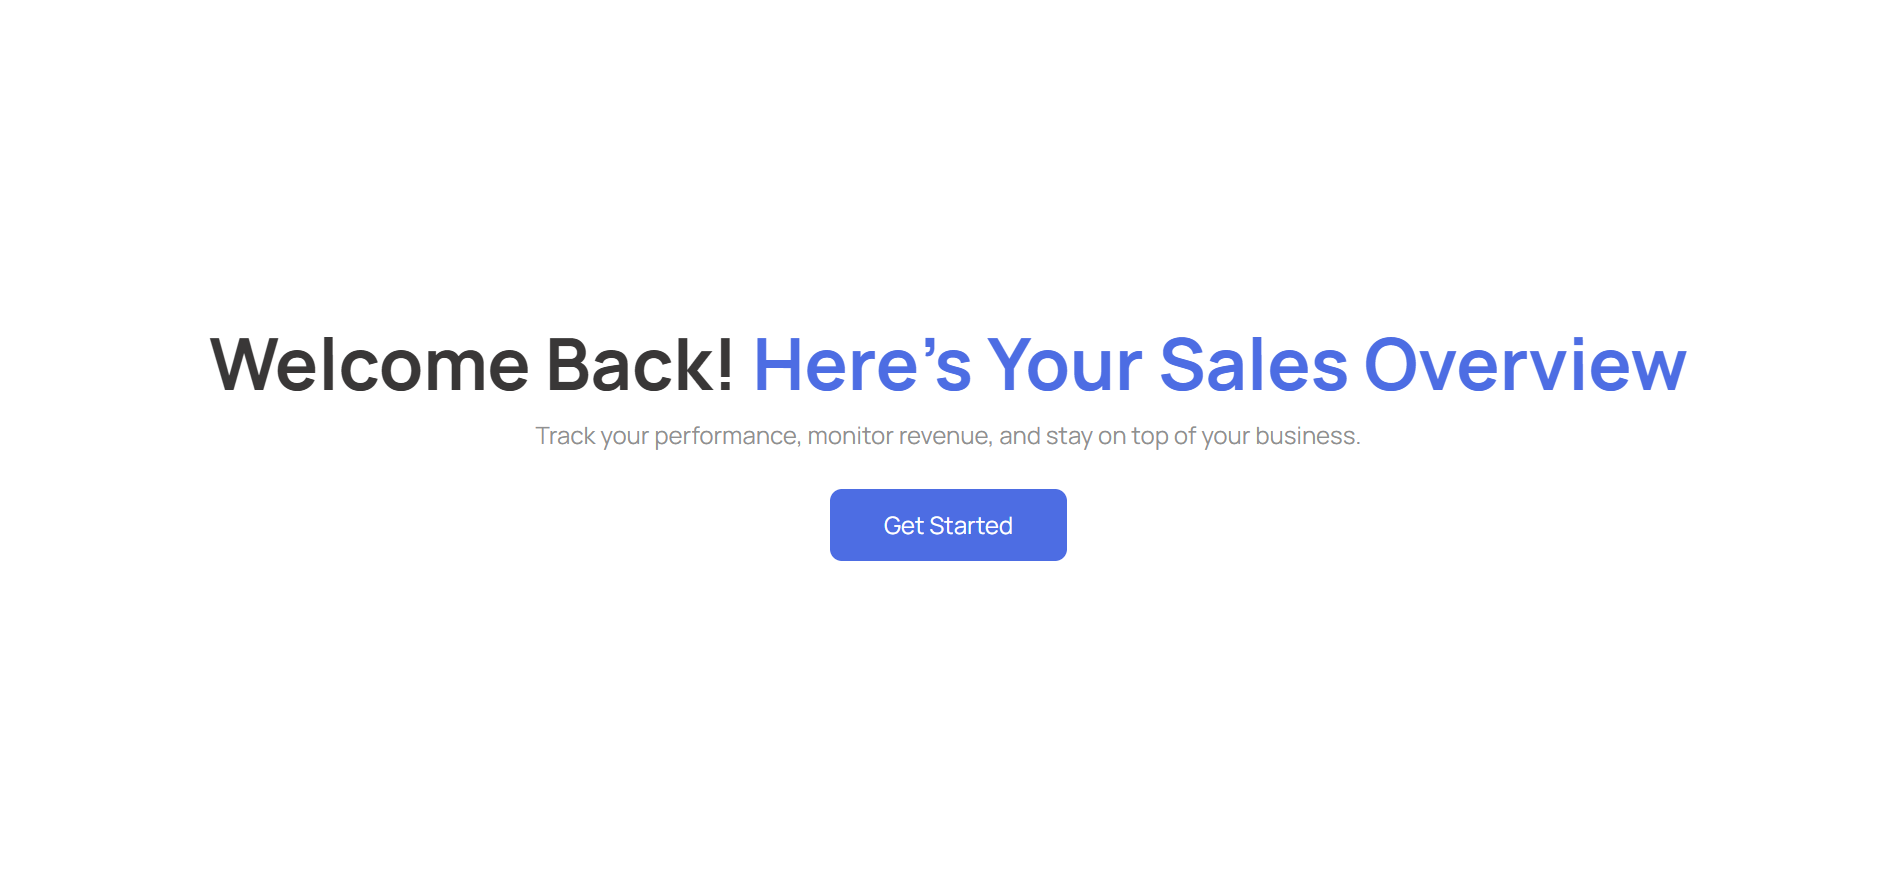 Welcome Back! Here’s Your Sales Overview
Track your performance, monitor revenue, and stay on top of your business.
Get Started